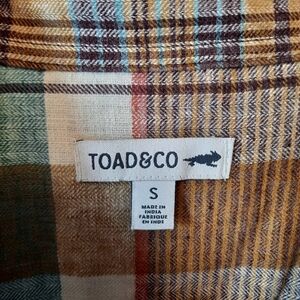 TOAD&CO
S
MADE IN
INDIA
FABRIQUÉ
EN INDE